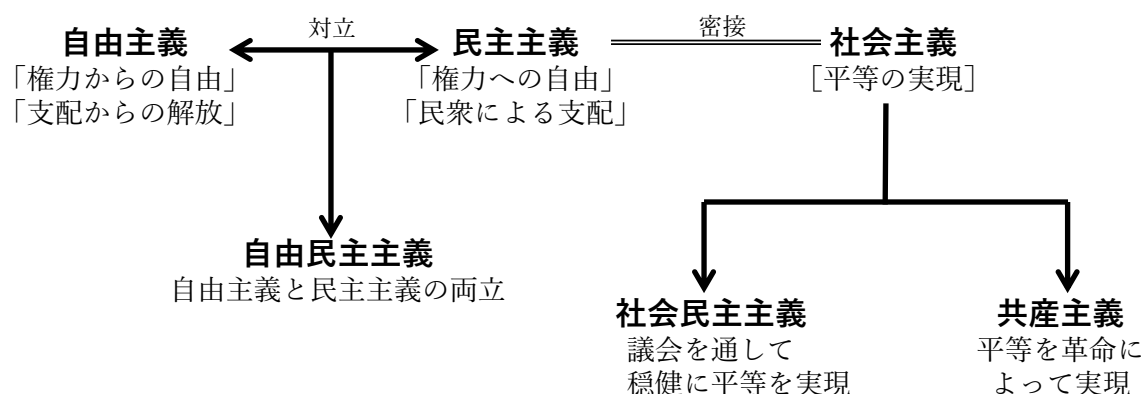 自由主義
対立
民主主義
密接
社会主義
「権力からの自由」
「支配からの解放」
「権力への自由」
「民衆による支配」
［平等の実現］
自由民主主義
自由主義と民主主義の両立
社会民主主義
議会を通して
穏健に平等を実現
共産主義
平等を革命に
よって実現